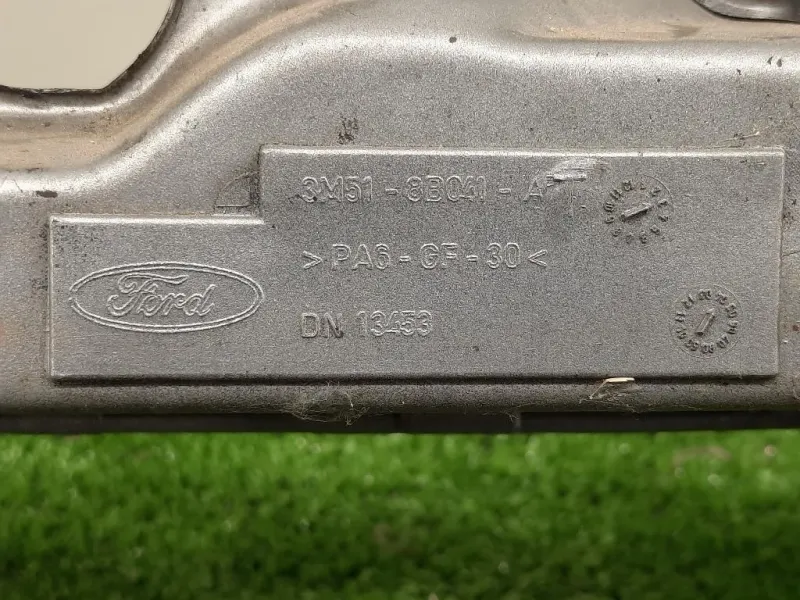 3M51 - 8B041 - A
>PA6 - GF - 30<
Ford
DN 13453